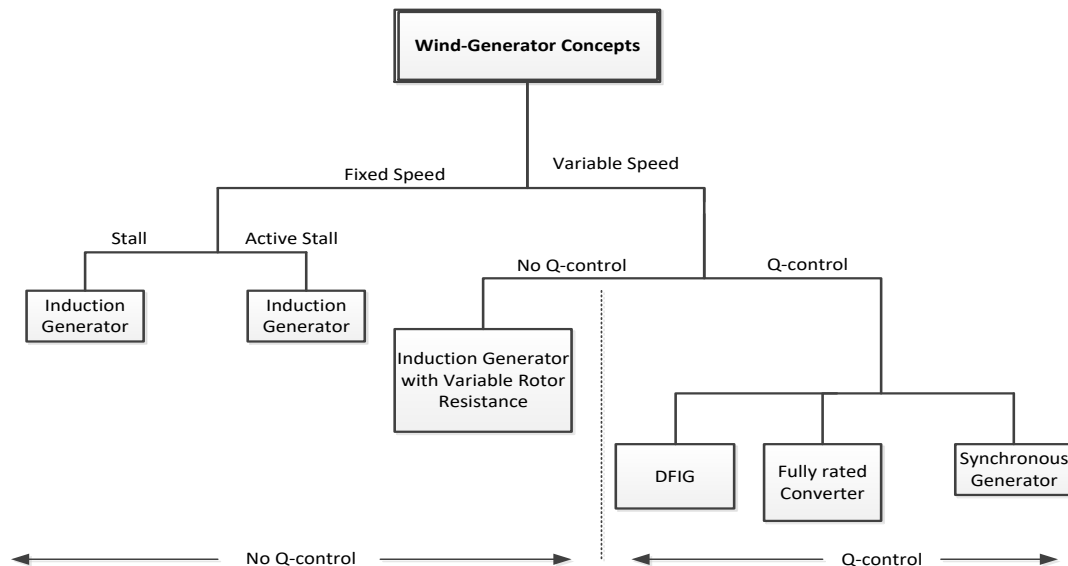 Wind-Generator Concepts
Fixed Speed
Variable Speed
Stall
Active Stall
No Q-control
Q-control
Induction
Generator
Induction
Generator
Induction Generator
with Variable Rotor
Resistance
DFIG
Fully rated
Converter
Synchronous
Generator
No Q-control
Q-control